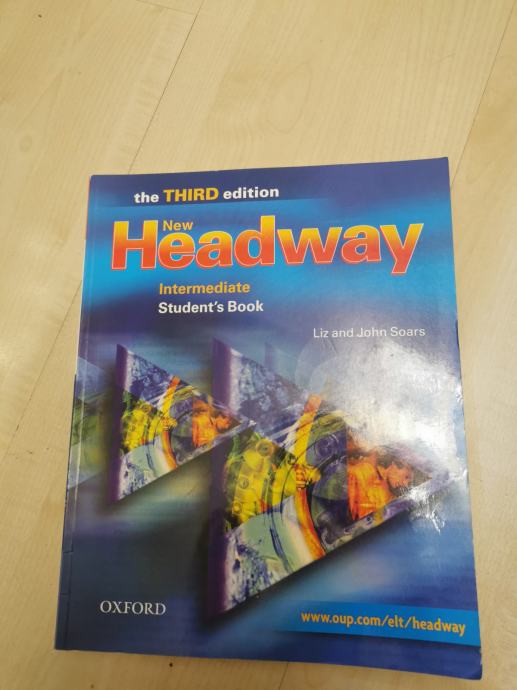 the THIRD edition
New
Headway
Intermediate
Student's Book
Liz and John Soars
OXFORD
www.oup.com/elt/headway